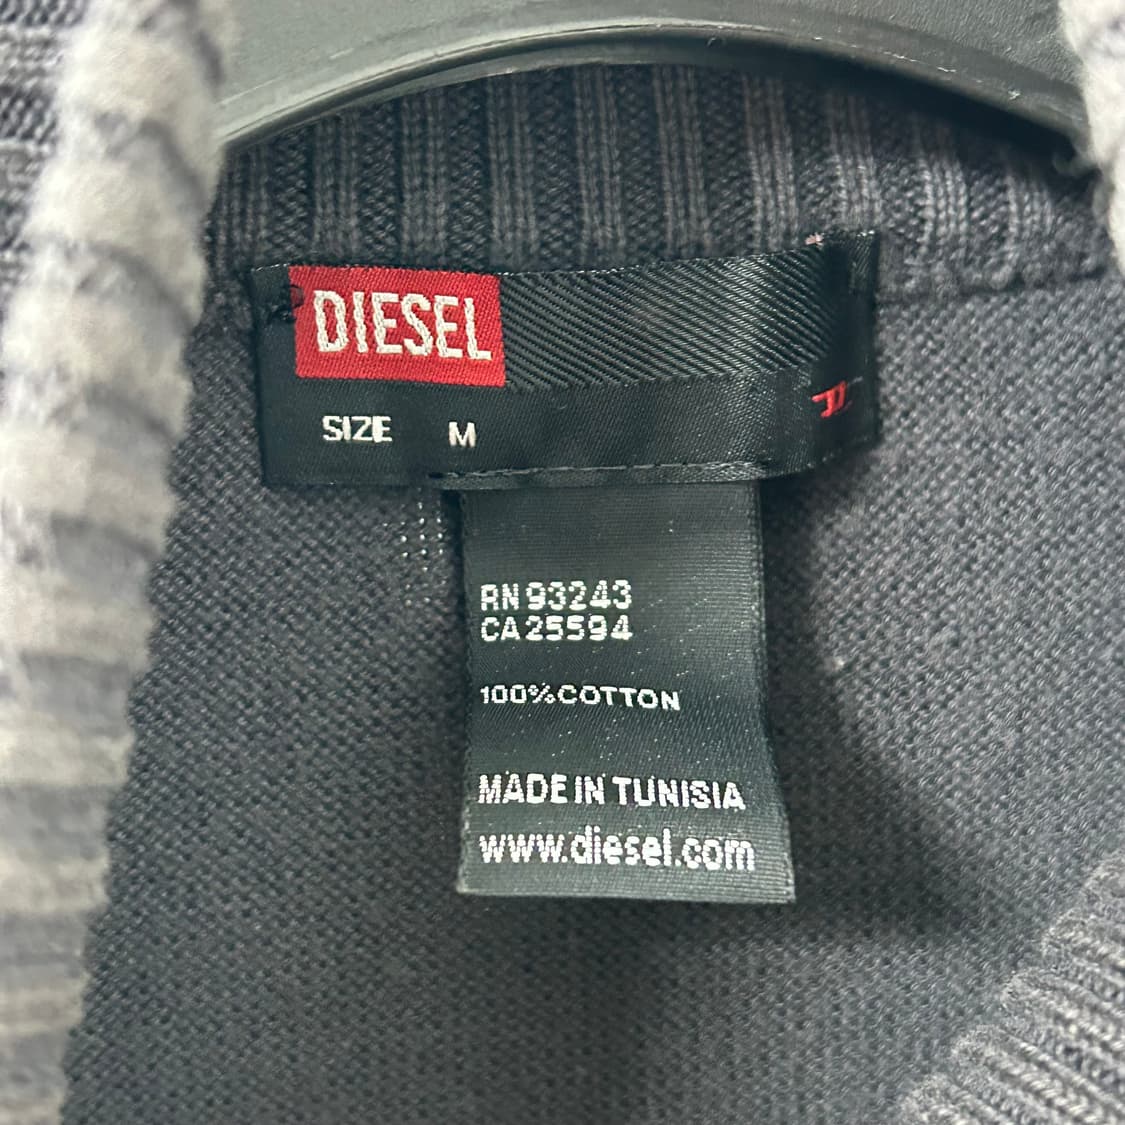 DIESEL
SIZE M
RN 93243
CA 25594
100%COTTON
MADE IN TUNISIA
www.diesel.com